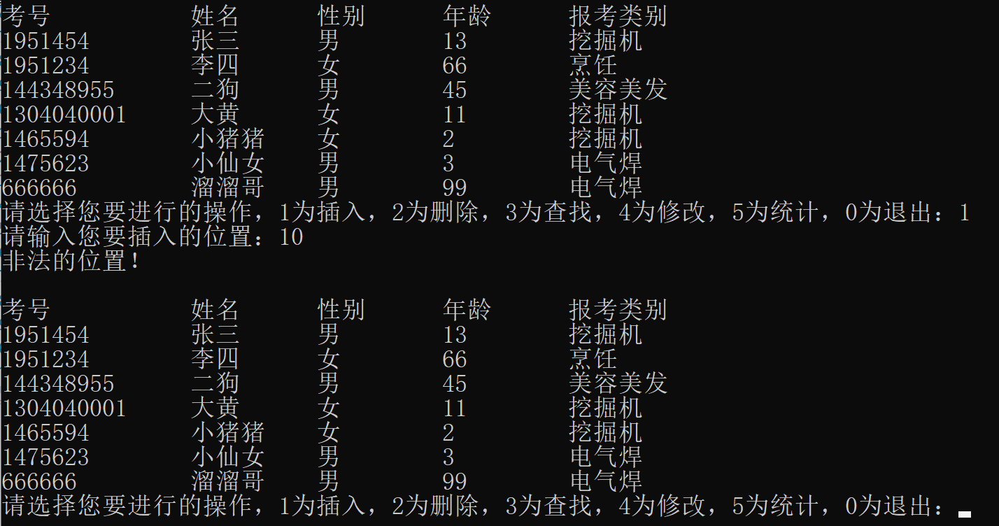 考号 姓名 性别 年龄 报考类别
1951454 张三 男 13 挖掘机
1951234 李四 女 66 烹饪
144348955 二狗 男 45 美容美发
1304040001 大黄 女 11 挖掘机
1465594 小猪猪 女 2 挖掘机
1475623 小仙女 男 3 电气焊
666666 溜溜哥 男 99 电气焊
请选择您要进行的操作，1为插入，2为删除，3为查找，4为修改，5为统计，0为退出：1
请输入您要插入的位置：10
非法的位置！
考号 姓名 性别 年龄 报考类别
1951454 张三 男 13 挖掘机
1951234 李四 女 66 烹饪
144348955 二狗 男 45 美容美发
1304040001 大黄 女 11 挖掘机
1465594 小猪猪 女 2 挖掘机
1475623 小仙女 男 3 电气焊
666666 溜溜哥 男 99 电气焊
请选择您要进行的操作，1为插入，2为删除，3为查找，4为修改，5为统计，0为退出：